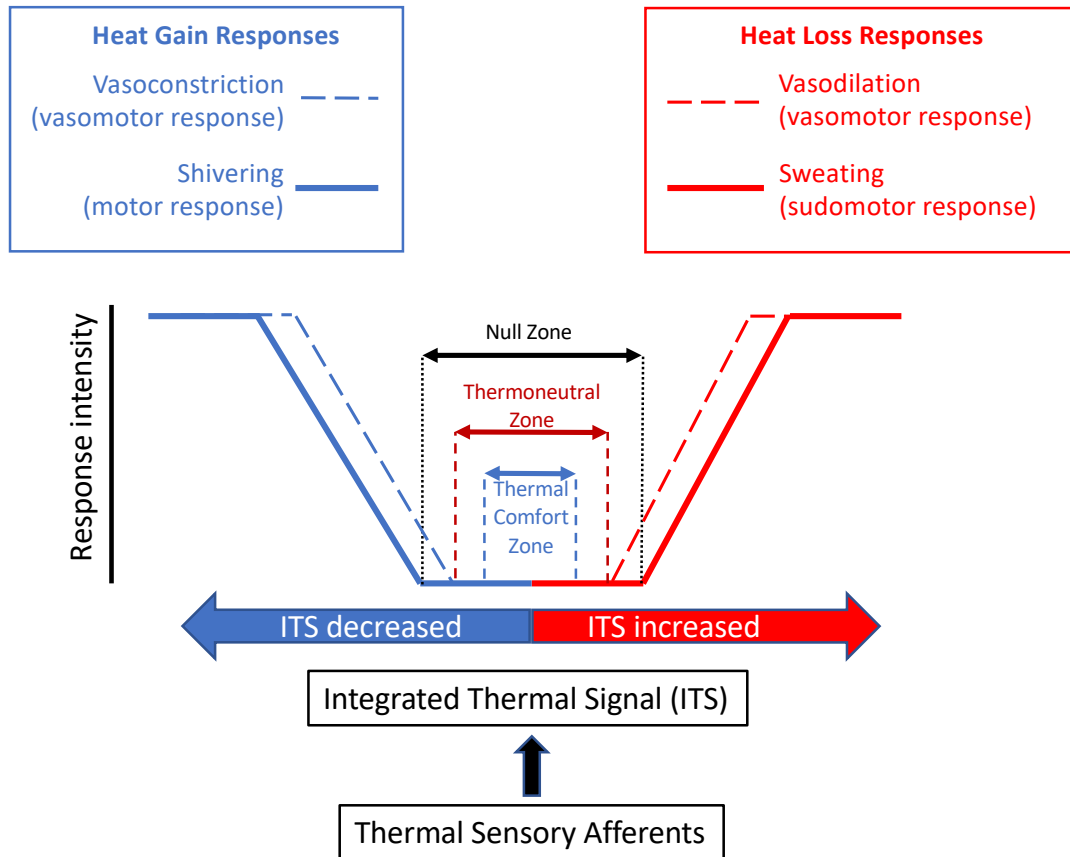 Heat Gain Responses
Vasoconstriction
(vasomotor response)
Shivering
(motor response)
Heat Loss Responses
Vasodilation
(vasomotor response)
Sweating
(sudomotor response)
Response intensity
Null Zone
Thermoneutral
Zone
Thermal
Comfort
Zone
ITS decreased
ITS increased
Integrated Thermal Signal (ITS)
Thermal Sensory Afferents